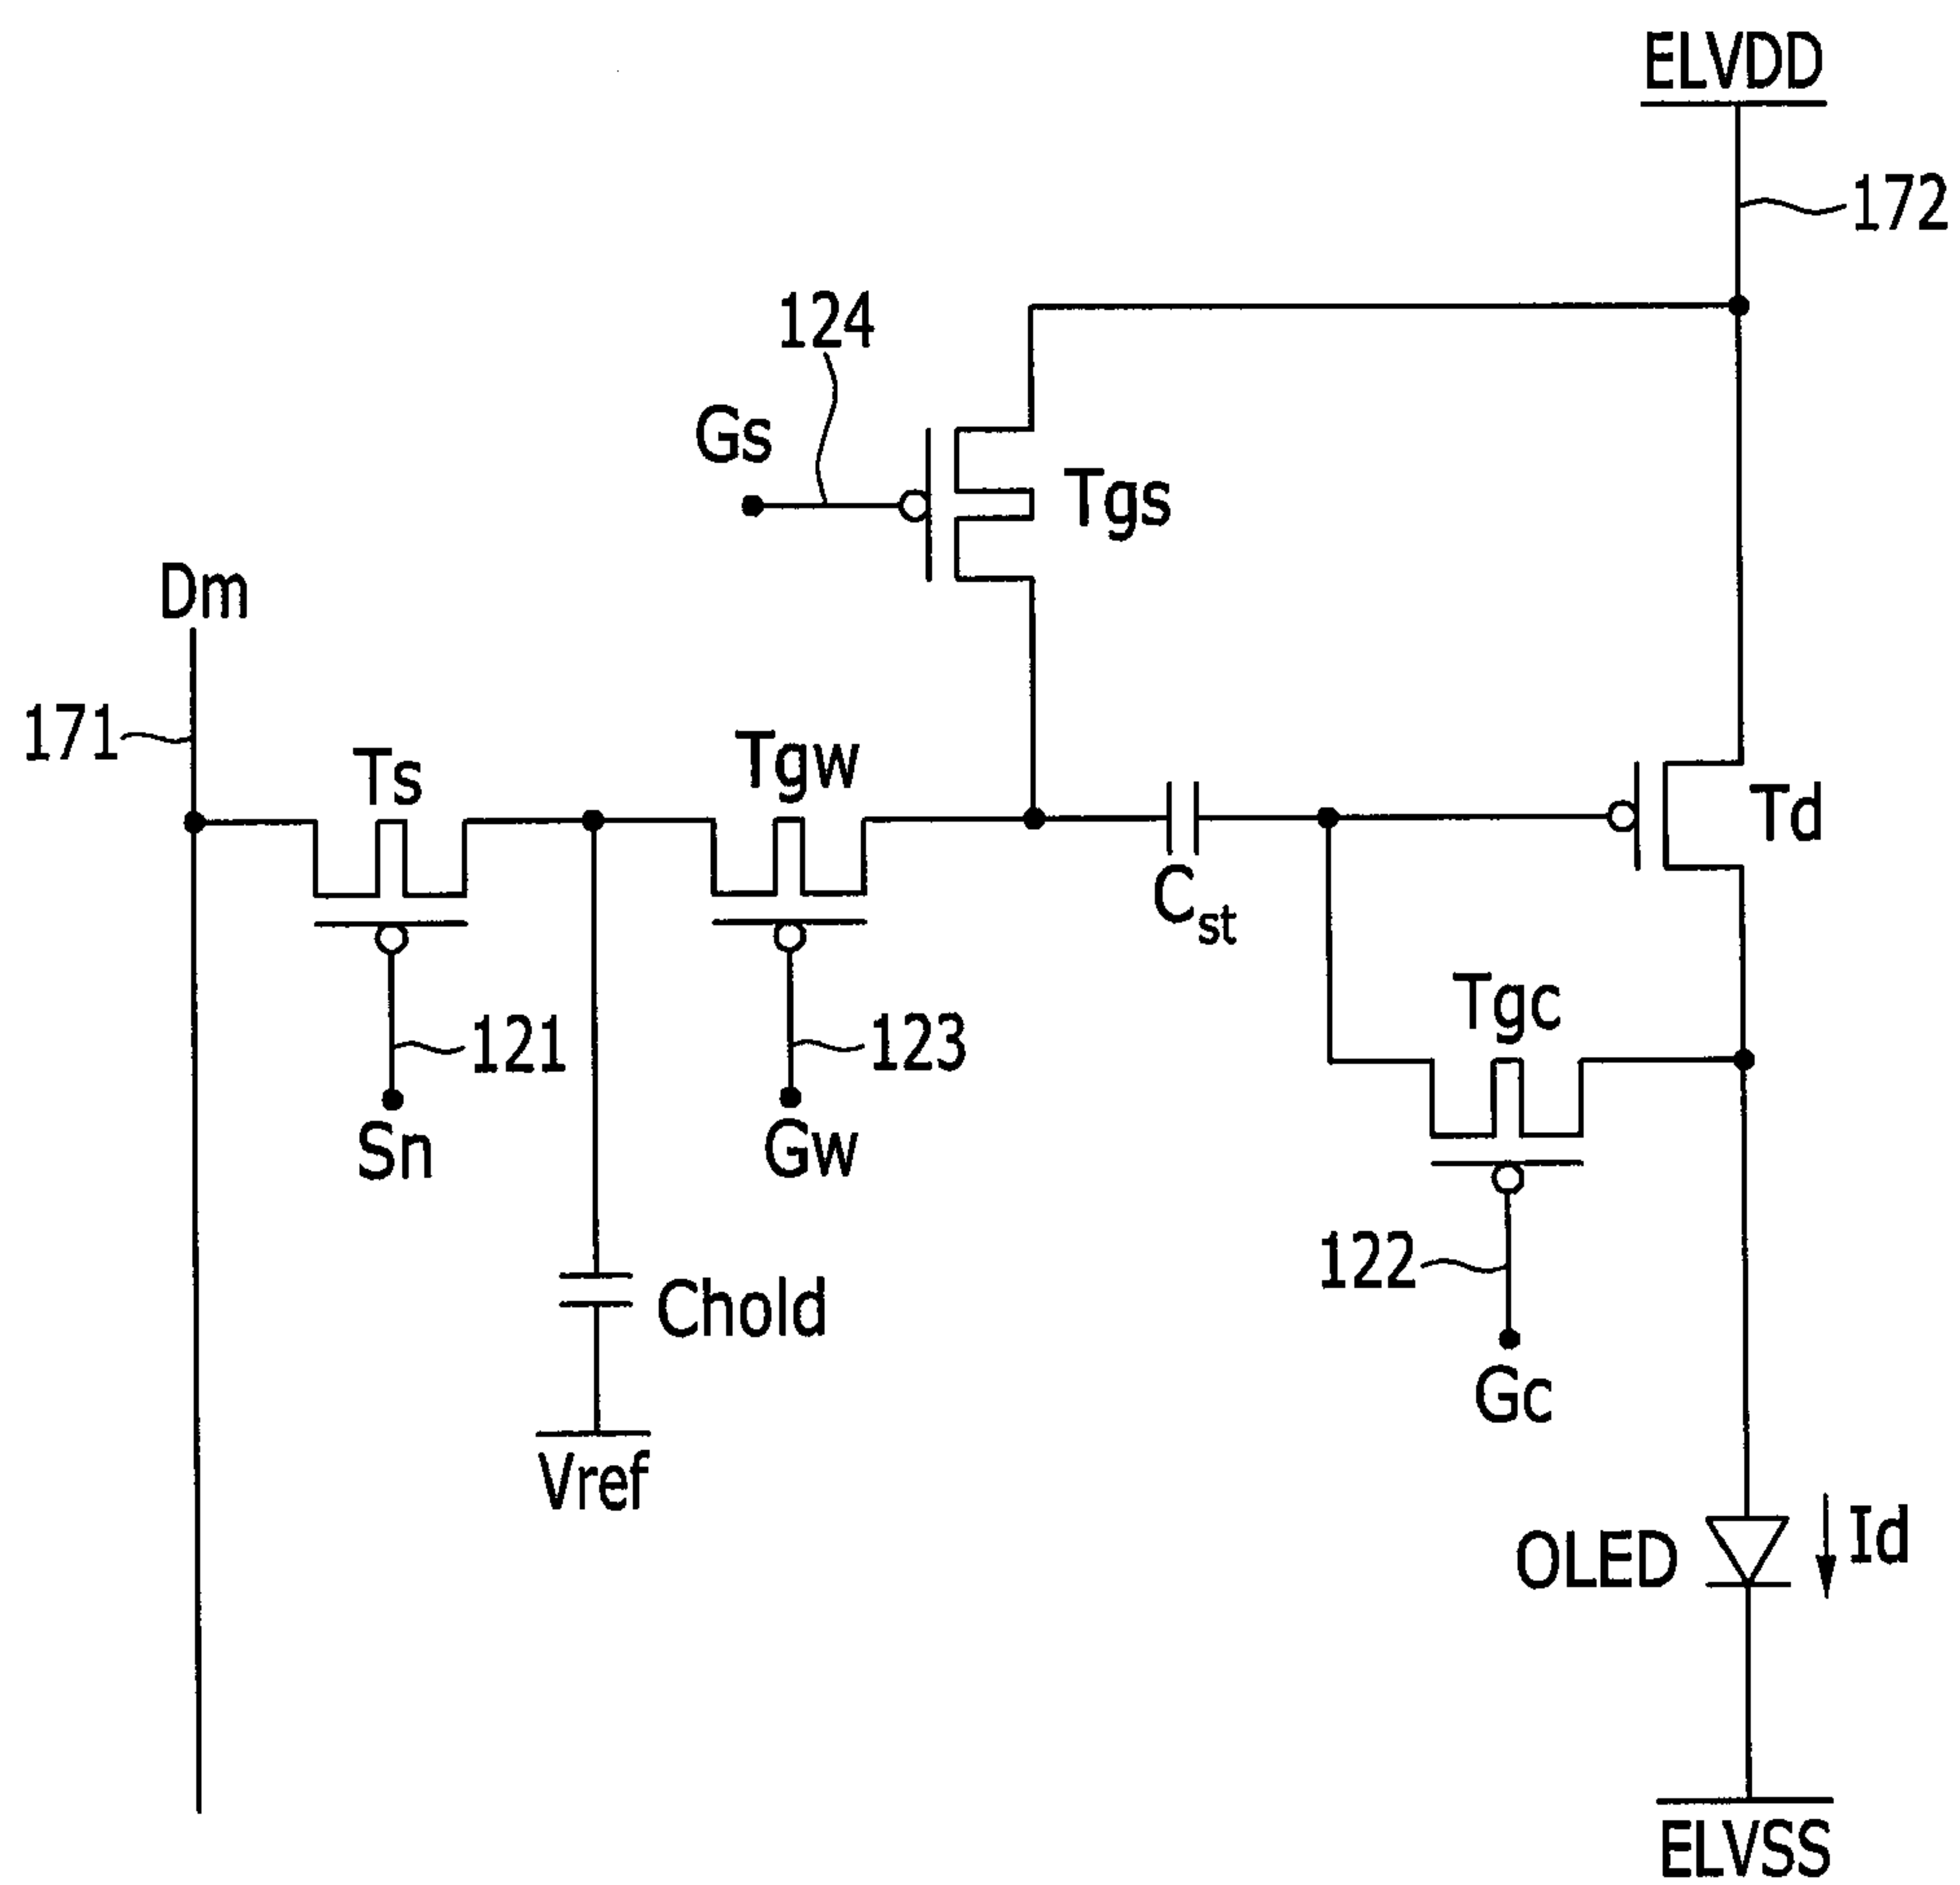 ELVDD
172
124
Gs
Tgs
Dm
171
Ts
Tgw
Td
Cst
Tgc
121
123
Sn
Gw
122
Chold
Gc
Vref
OLED
Id
ELVSS